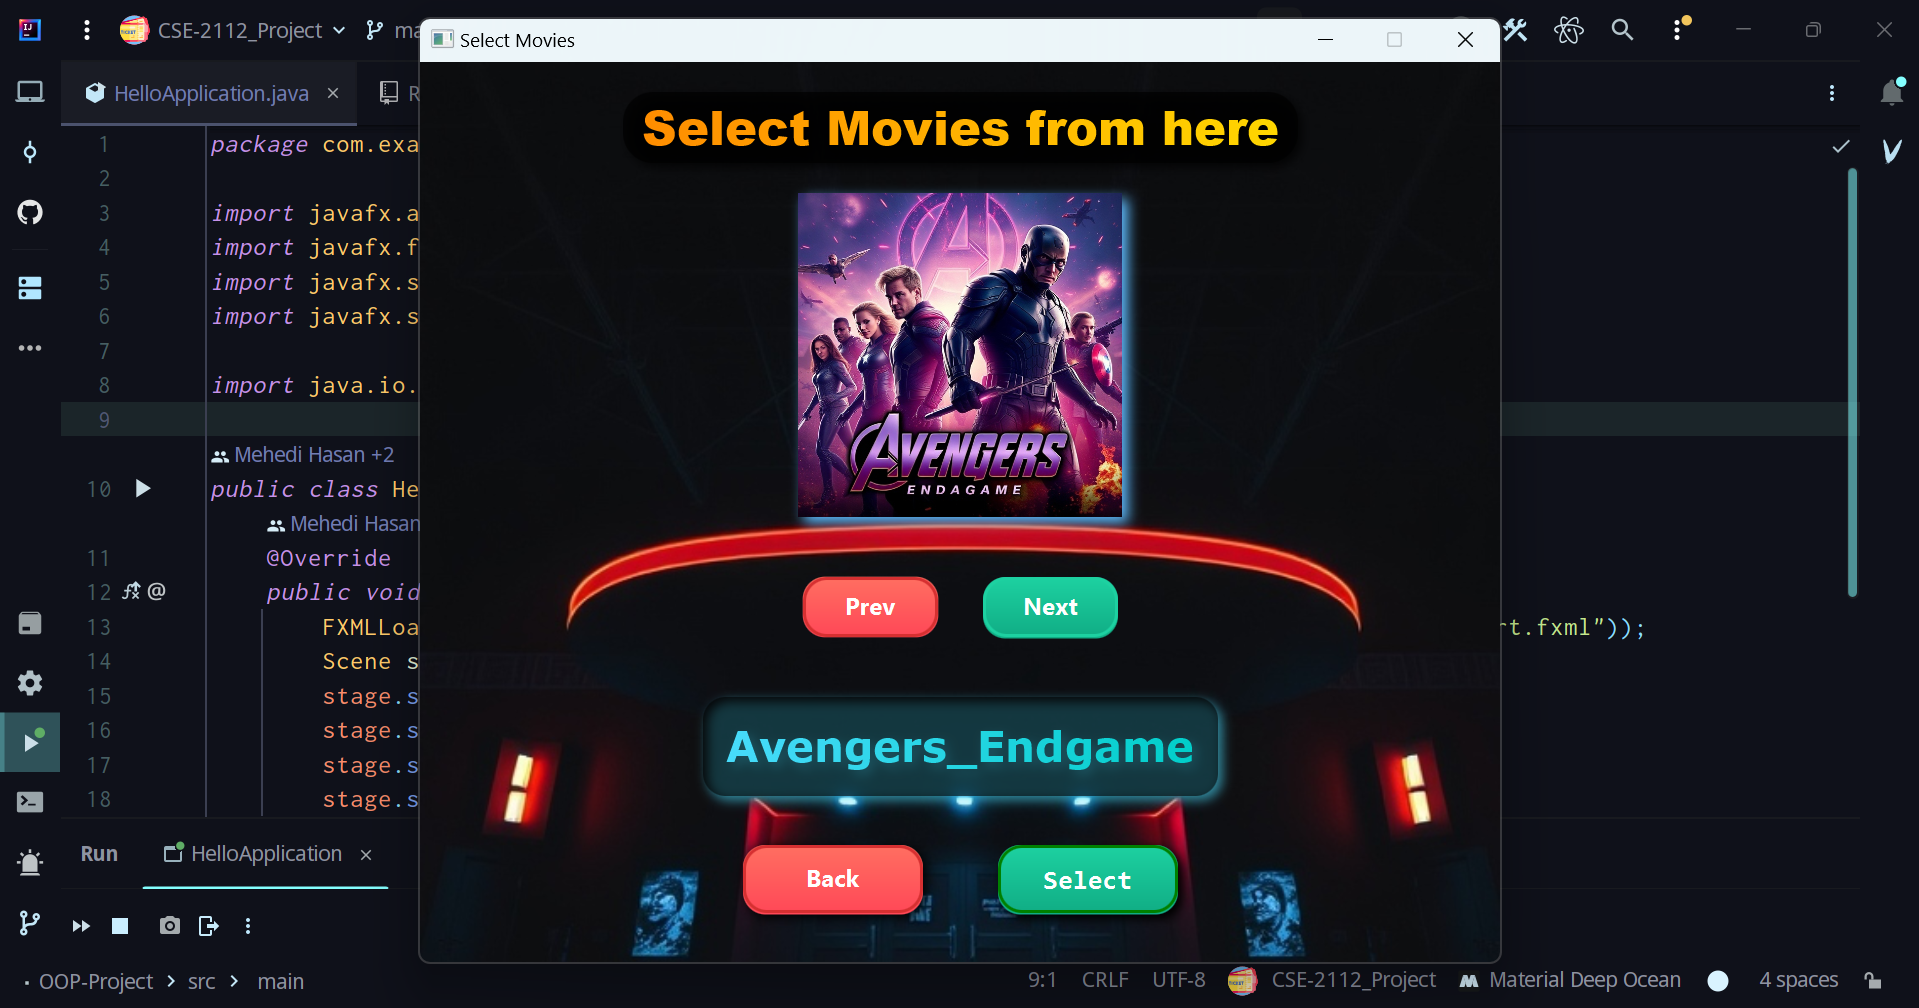 CSE-2112_Project
Select Movies
HelloApplication.java
Select Movies from here
1 package com.exa
2
3 import javafx.a
4 import javafx.f
5 import javafx.s
6 import javafx.s
7
8 import java.io.
9
Mehedi Hasan +2
10 public class He
Mehedi Hasan
11 @Override
12 public void
13 FXMLLoa
rt.fxml"));
14 Scene s
15 stage.s
16 stage.s
17 stage.s
18 stage.s
AVENGERS
ENDAGAME
Prev Next
Avengers_Endgame
Back Select
Run HelloApplication
OOP-Project > src > main
9:1 CRLF UTF-8 CSE-2112_Project Material Deep Ocean 4 spaces